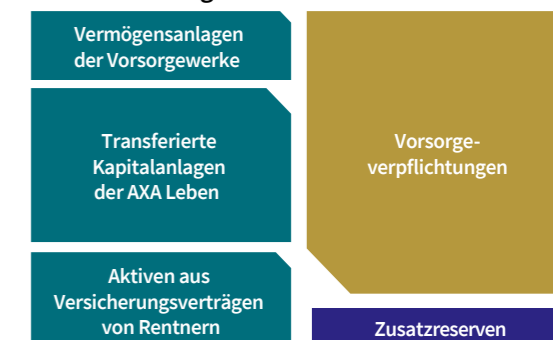 Vermögensanlagen
der Vorsorgewerke
Transferierte
Kapitalanlagen
der AXA Leben
Aktiven aus
Versicherungsverträgen
von Rentnern
Vorsorge-
verpflichtungen
Zusatzreserven